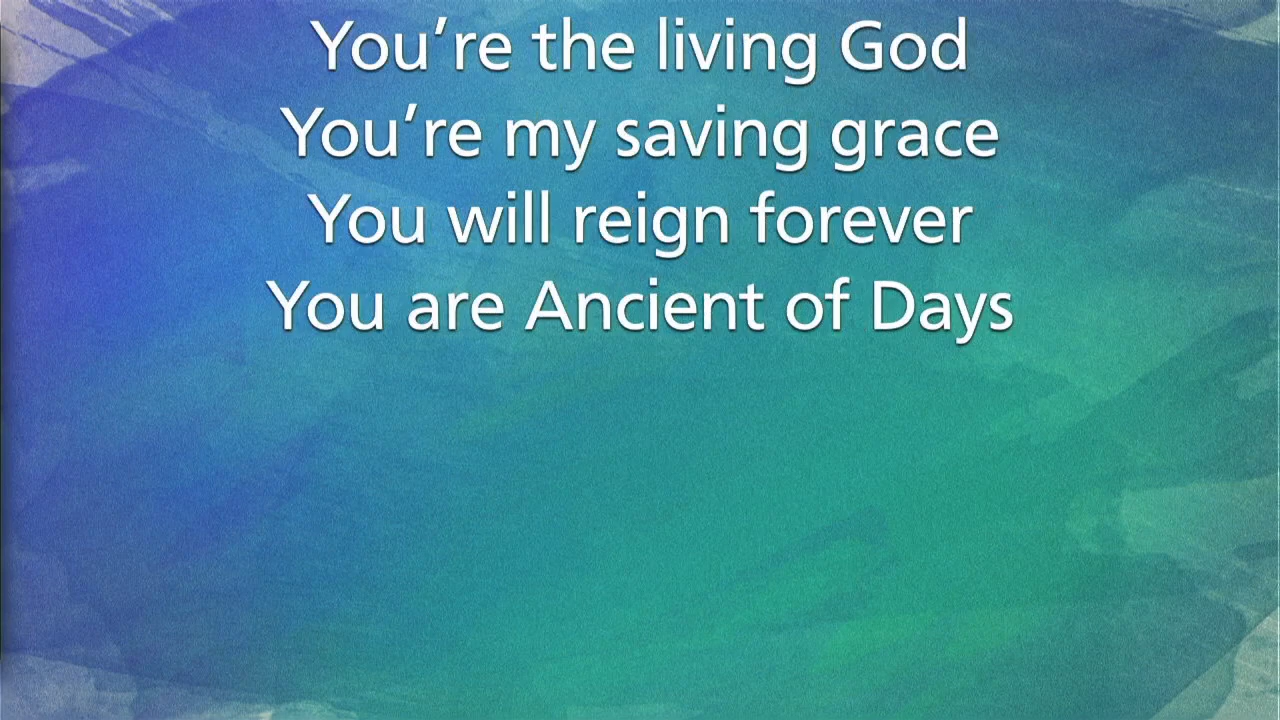 You’re the living God
You’re my saving grace
You will reign forever
You are Ancient of Days